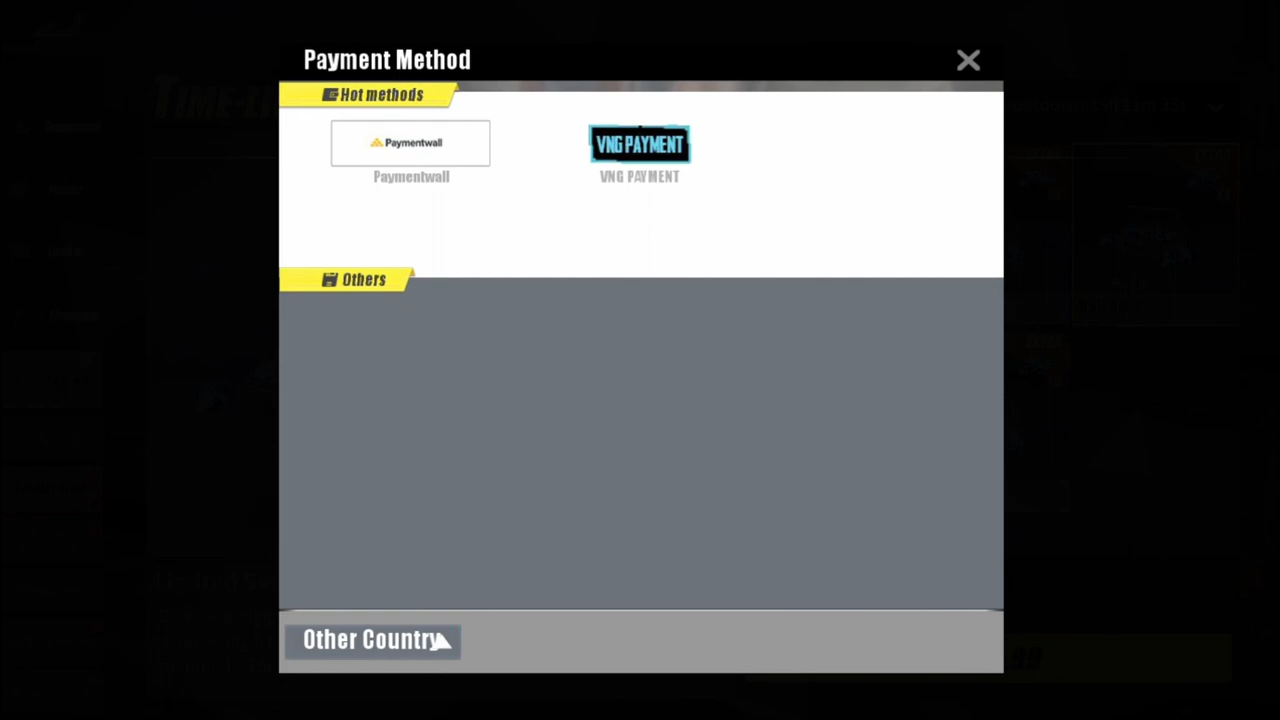 Payment Method
Hot methods
Paymentwall
VNG PAYMENT
Paymentwall
VNG PAYMENT
Others
Other Country